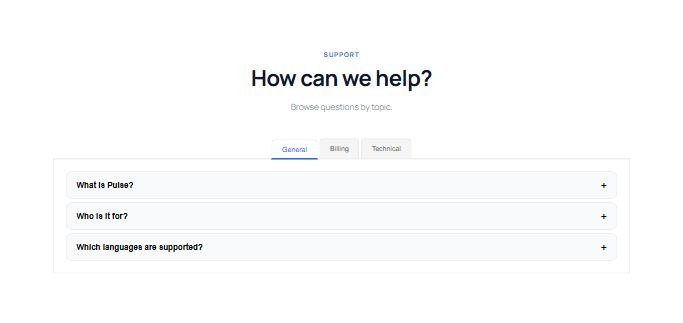 SUPPORT
How can we help?
Browse questions by topic.
General Billing Technical
What is Pulse? +
Who is it for? +
Which languages are supported? +